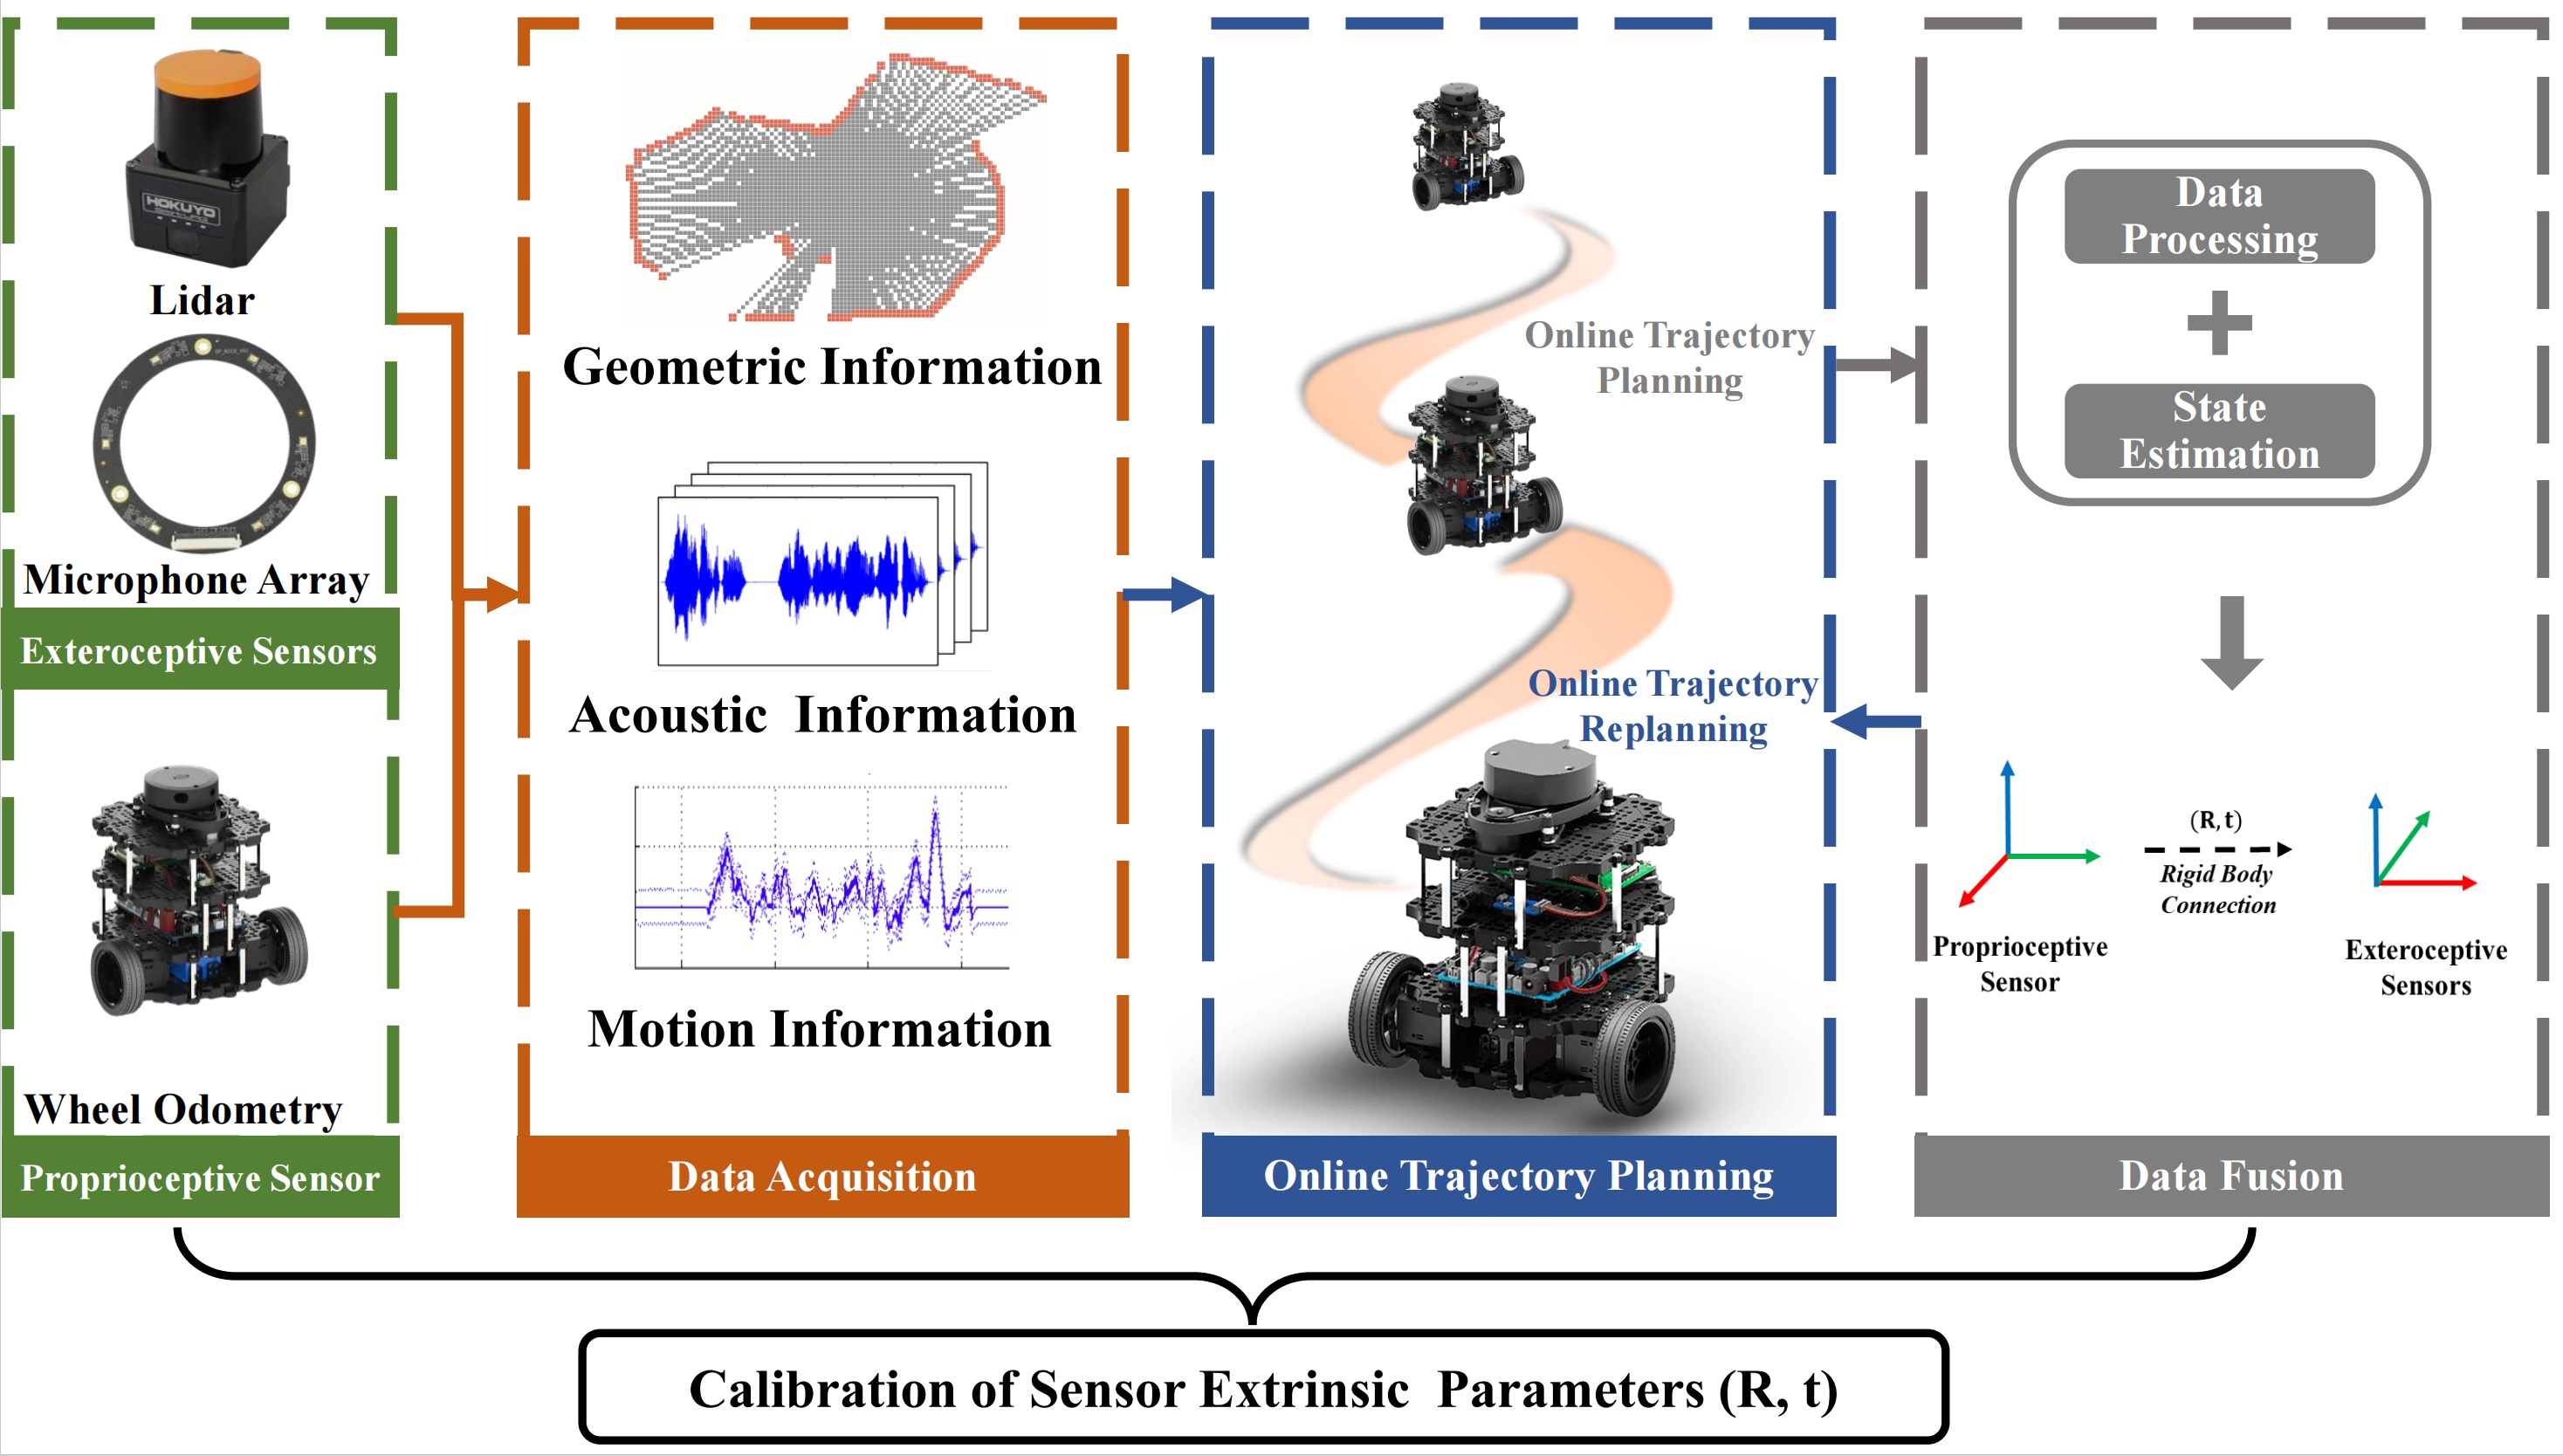 HOKUYO
Lidar
Microphone Array
Exteroceptive Sensors
Wheel Odometry
Proprioceptive Sensor
Geometric Information
Acoustic Information
Motion Information
Data Acquisition
Online Trajectory
Planning
Online Trajectory
Replanning
Online Trajectory Planning
Data
Processing
+
State
Estimation
(R, t)
Rigid Body
Connection
Proprioceptive
Sensor
Exteroceptive
Sensors
Data Fusion
Calibration of Sensor Extrinsic Parameters (R, t)